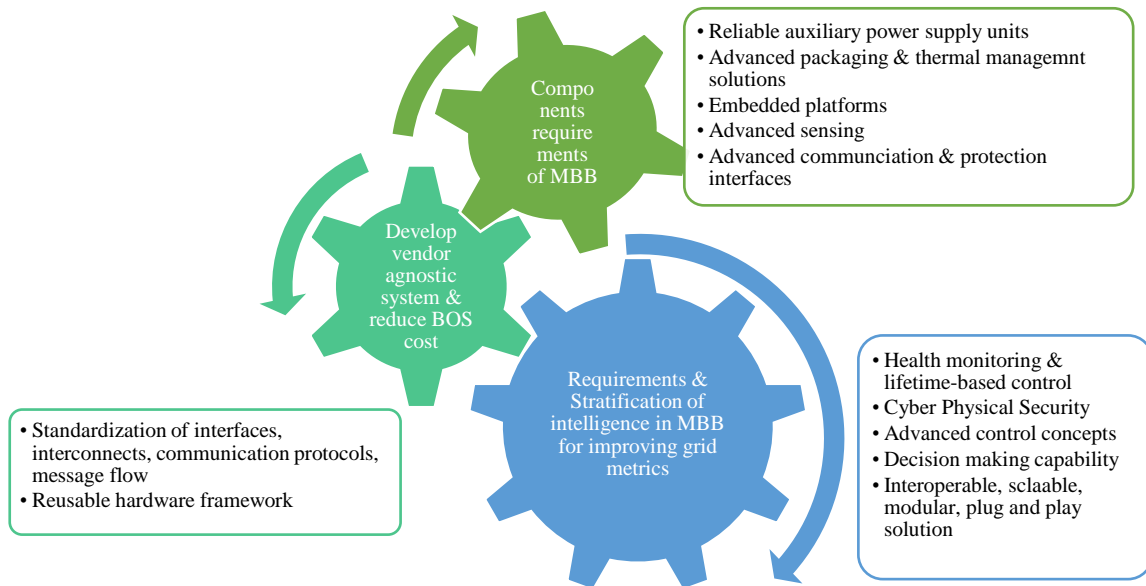 • Reliable auxiliary power supply units
• Advanced packaging & thermal managemnt
solutions
• Embedded platforms
• Advanced sensing
• Advanced communciation & protection
interfaces
Compo
nents
require
ments
of MBB
Develop
vendor
agnostic
system &
reduce BOS
cost
Requirements &
Stratification of
intelligence in MBB
for improving grid
metrics
• Health monitoring &
lifetime-based control
• Cyber Physical Security
• Advanced control concepts
• Decision making capability
• Interoperable, sclaable,
modular, plug and play
solution
• Standardization of interfaces,
interconnects, communication protocols,
message flow
• Reusable hardware framework